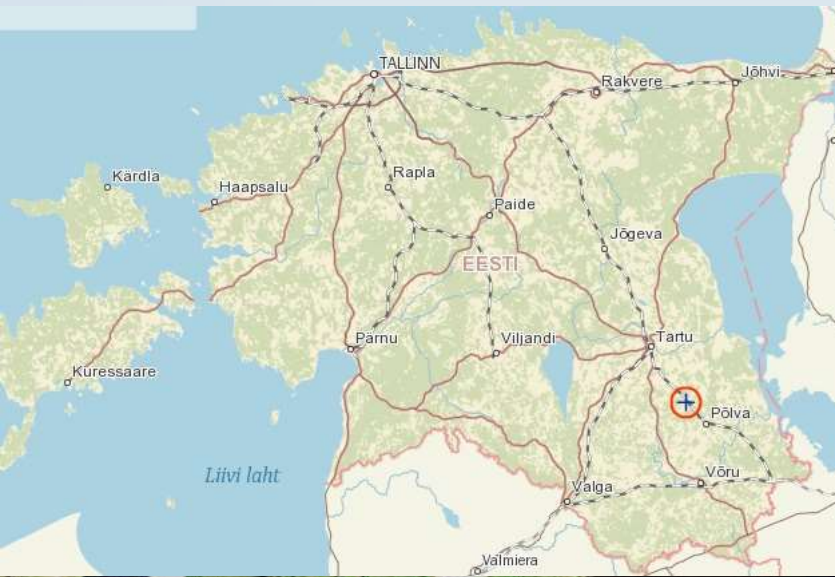 TALLINN
Rakvere
Jõhvi
Kärdla
Haapsalu
Rapla
Paide
Jõgeva
EESTI
Pärnu
Viljandi
Tartu
Kuressaare
Põlva
Liivi laht
Valga
Võru
Valmiera